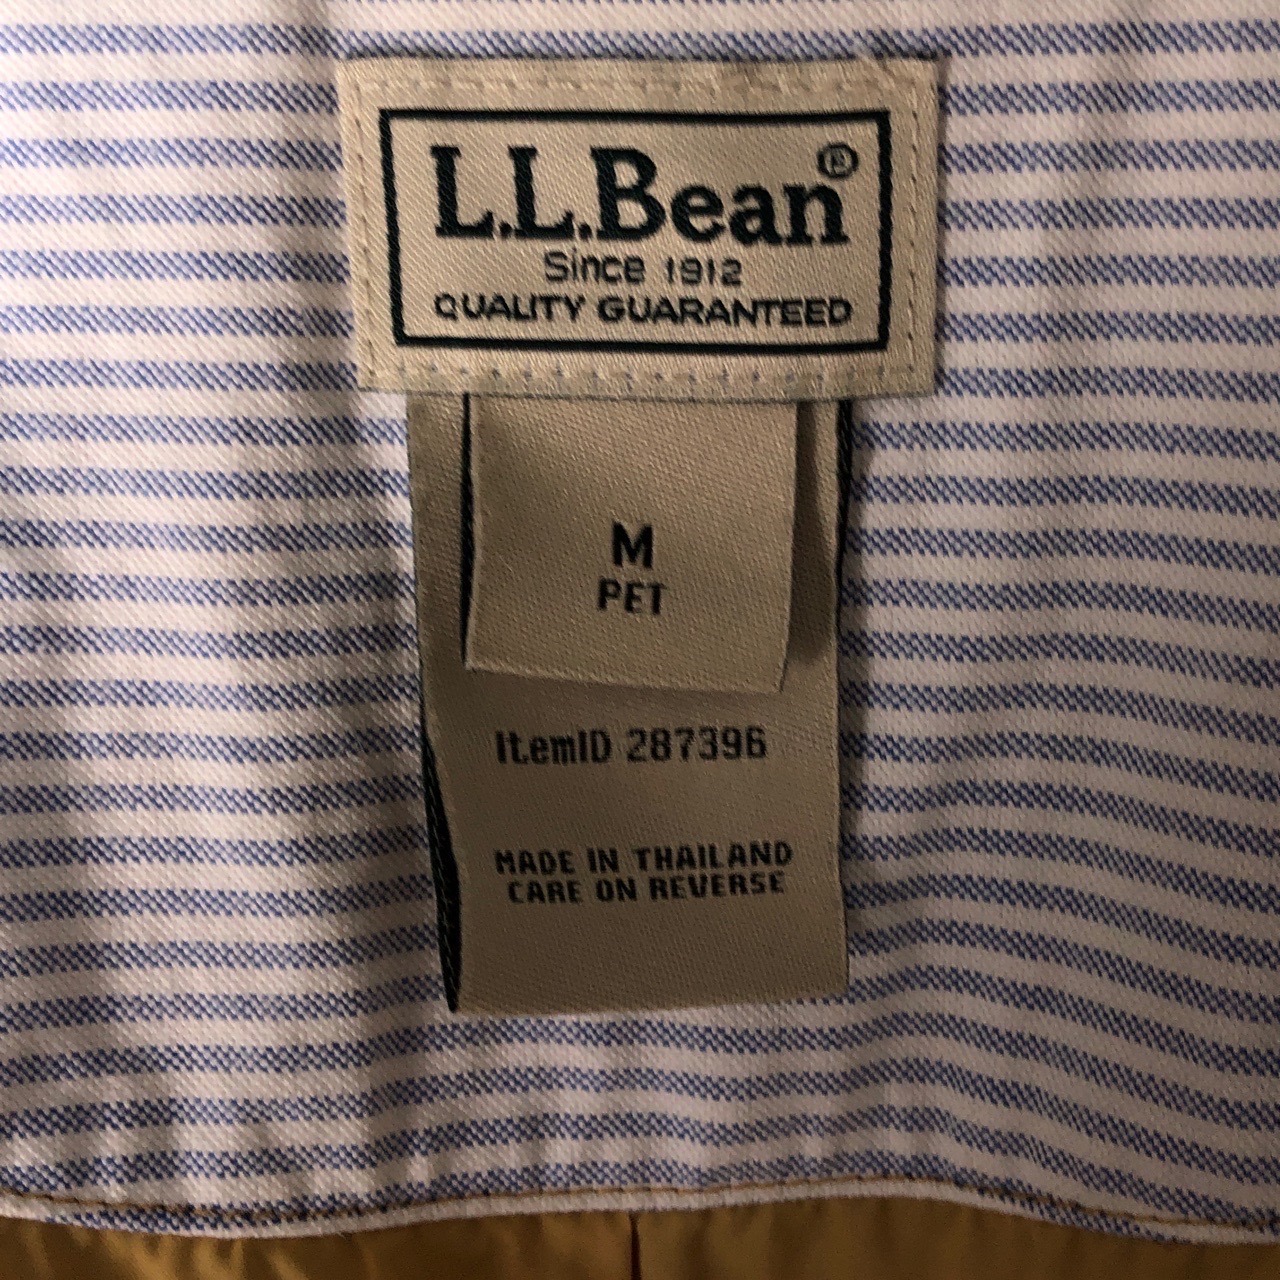 L.L.Bean®
Since 1912
QUALITY GUARANTEED
M
PET
ItemID 287396
MADE IN THAILAND
CARE ON REVERSE